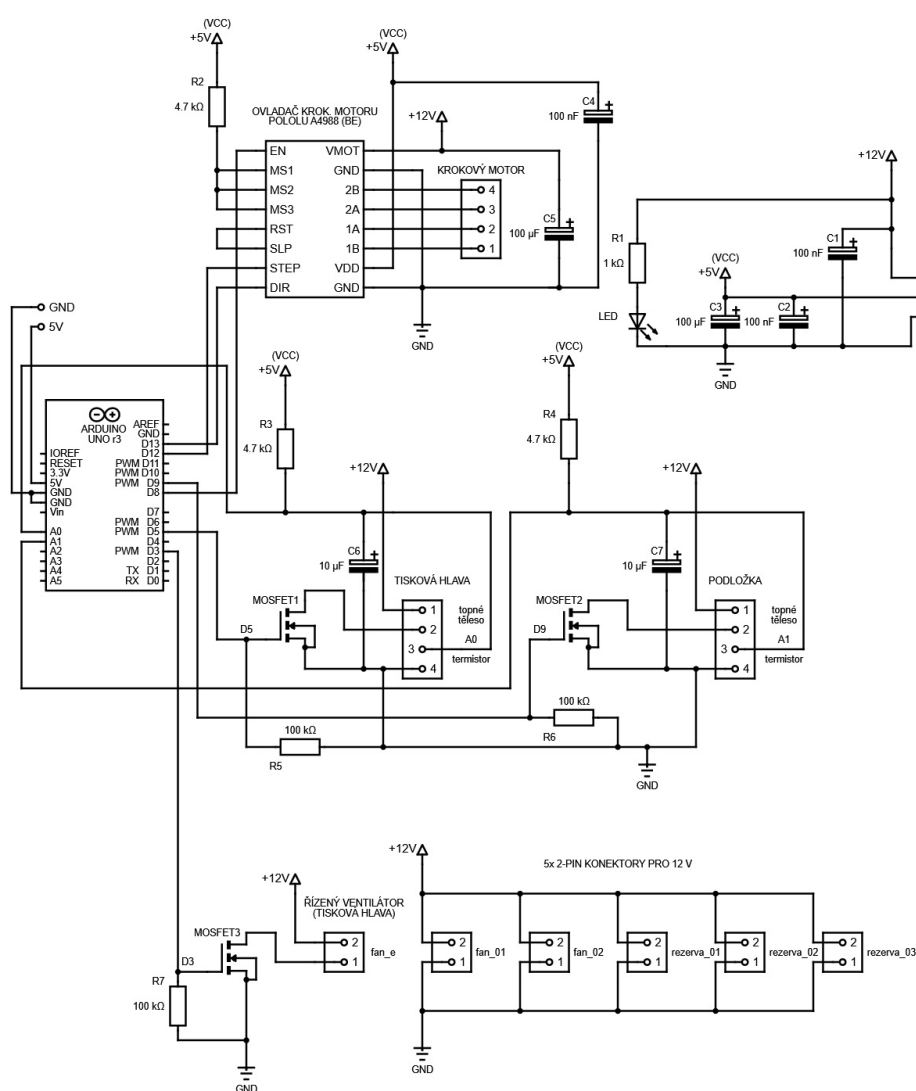 (VCC)
+5V
R2
4.7 kΩ
(VCC)
+5V
C4
100 nF
OVLADAČ KROK. MOTORU
POLOLU A4988 (BE)
+12V
EN
MS1
MS2
MS3
RST
SLP
STEP
DIR
VMOT
GND
2B
2A
1A
1B
VDD
GND
KROKOVÝ MOTOR
4
3
2
1
C5
100 µF
GND
+12V
R1
1 kΩ
LED
C1
100 nF
(VCC)
+5V
C3
100 µF
C2
100 nF
GND
GND
5V
ARDUINO
UNO r3
IOREF
RESET
3.3V
5V
GND
GND
Vin
A0
A1
A2
A3
A4
A5
AREF
GND
D13
D12
PWM D11
PWM D10
PWM D9
D8
D7
PWM D6
PWM D5
D4
PWM D3
D2
TX D1
RX D0
(VCC)
+5V
R3
4.7 kΩ
+12V
C6
10 µF
TISKOVÁ HLAVA
MOSFET1
D5
1
2
3
4
topné
těleso
A0
termistor
(VCC)
+5V
R4
4.7 kΩ
+12V
C7
10 µF
PODLOŽKA
MOSFET2
D9
1
2
3
4
topné
těleso
A1
termistor
100 kΩ
R5
100 kΩ
R6
GND
+12V
ŘÍZENÝ VENTILÁTOR
(TISKOVÁ HLAVA)
MOSFET3
D3
2
1
fan_e
R7
100 kΩ
GND
+12V
5x 2-PIN KONEKTORY PRO 12 V
2
1
fan_01
2
1
fan_02
2
1
rezerva_01
2
1
rezerva_02
2
1
rezerva_03
GND